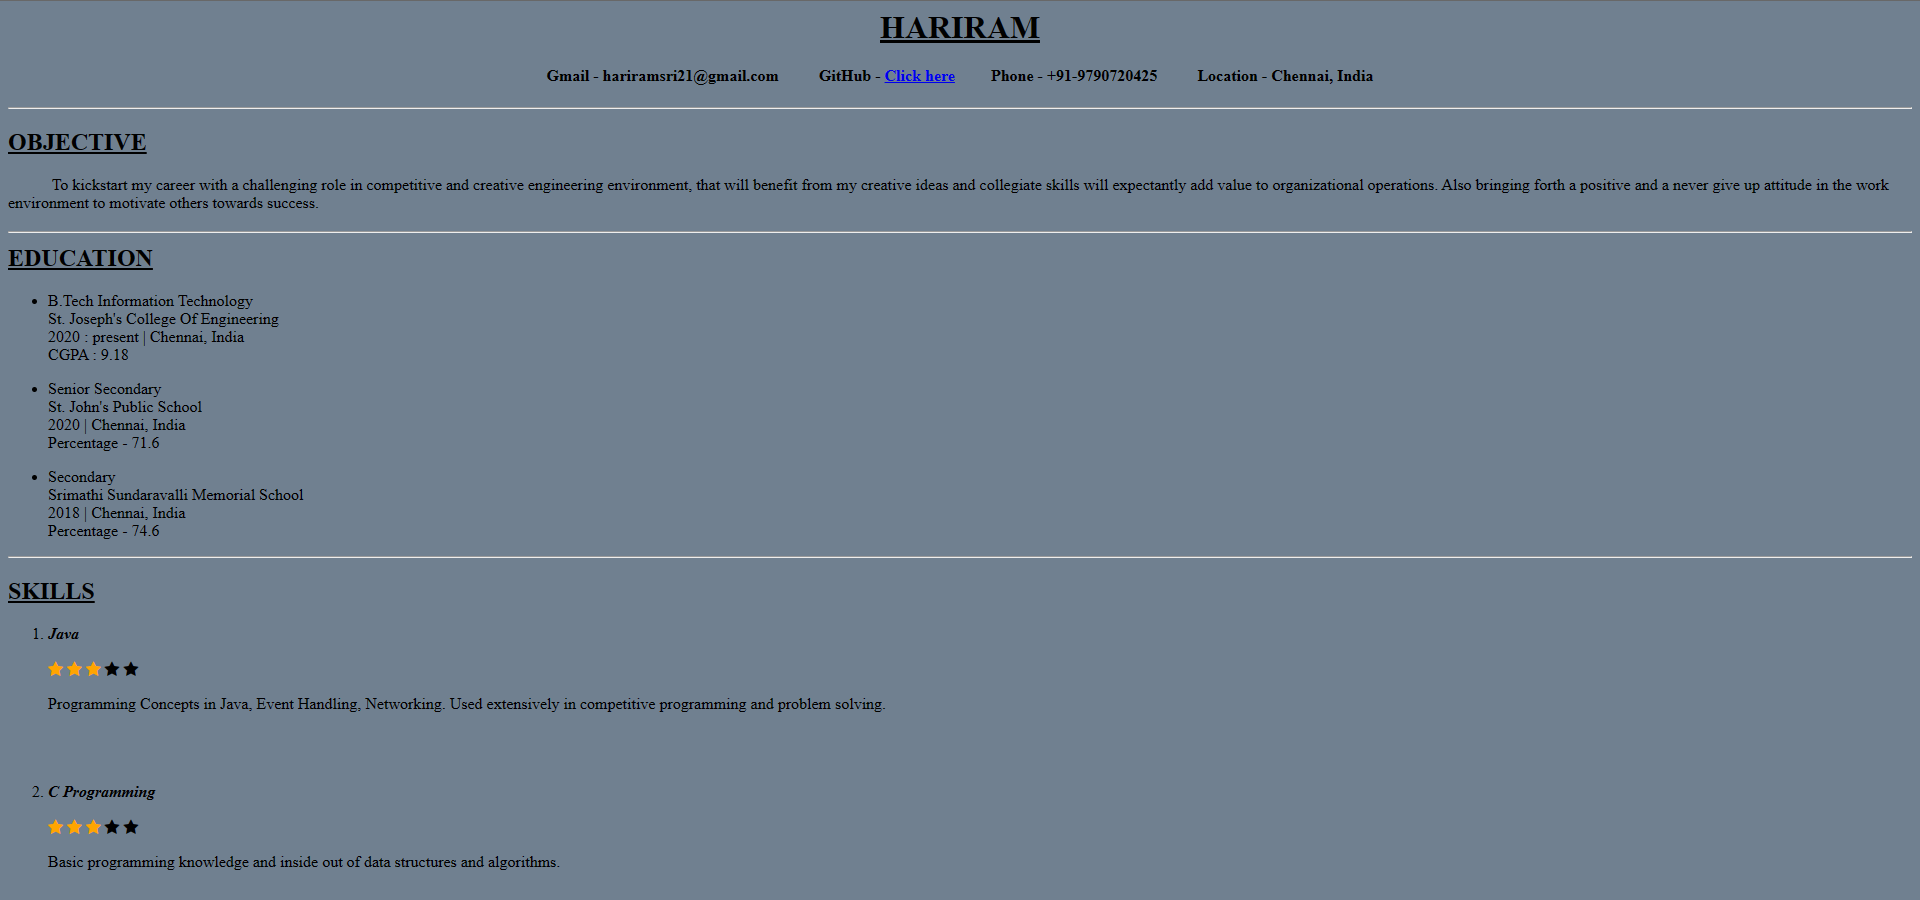 HARIRAM
Gmail - hariramsri21@gmail.com GitHub - Click here Phone - +91-9790720425 Location - Chennai, India
OBJECTIVE
To kickstart my career with a challenging role in competitive and creative engineering environment, that will benefit from my creative ideas and collegiate skills will expectantly add value to organizational operations. Also bringing forth a positive and a never give up attitude in the work
environment to motivate others towards success.
EDUCATION
• B.Tech Information Technology
St. Joseph's College Of Engineering
2020 : present | Chennai, India
CGPA : 9.18
• Senior Secondary
St. John's Public School
2020 | Chennai, India
Percentage - 71.6
• Secondary
Srimathi Sundaravalli Memorial School
2018 | Chennai, India
Percentage - 74.6
SKILLS
1. Java
Programming Concepts in Java, Event Handling, Networking. Used extensively in competitive programming and problem solving.
2. C Programming
Basic programming knowledge and inside out of data structures and algorithms.